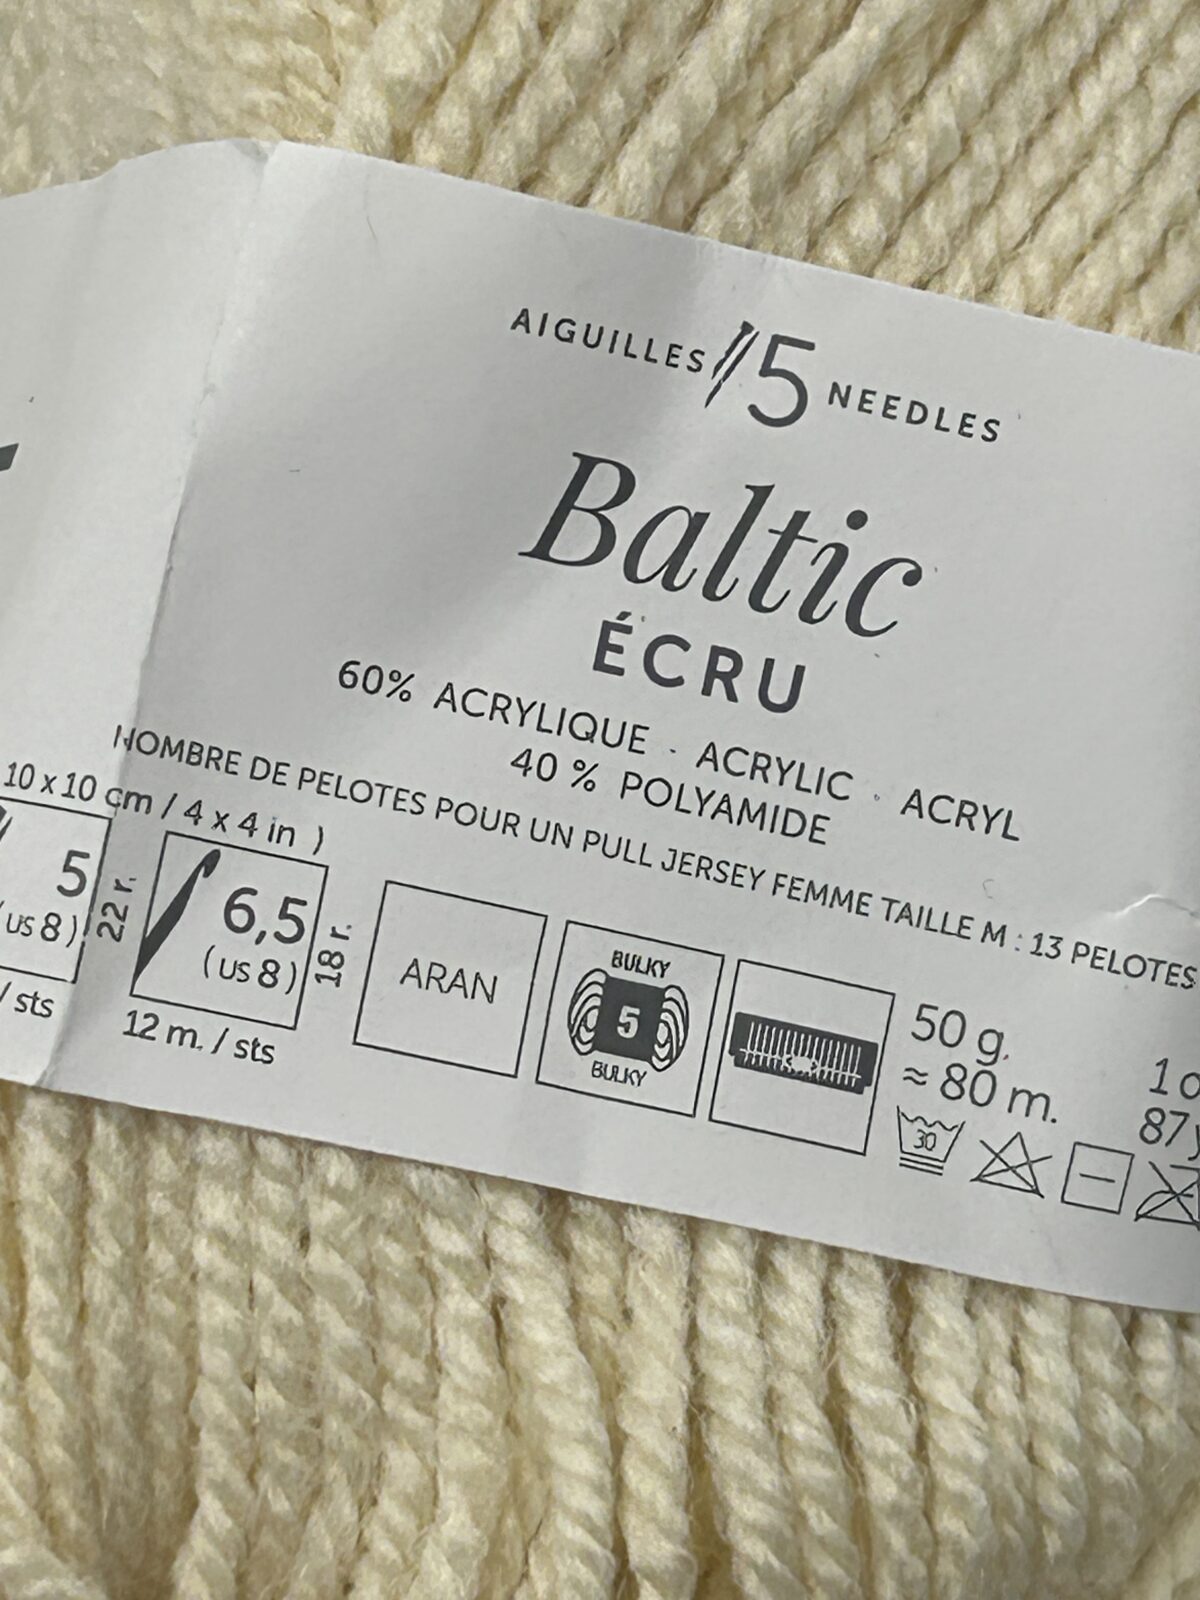 AIGUILLES 5 NEEDLES
Baltic
ÉCRU
60% ACRYLIQUE . ACRYLIC . ACRYL
40 % POLYAMIDE
NOMBRE DE PELOTES POUR UN PULL JERSEY FEMME TAILLE M : 13 PELOTES
10 x 10 cm / 4 x 4 in )
5
(US 8)
22 r.
/ sts
6,5
(US 8)
18 r.
12 m. / sts
ARAN
BULKY
5
BULKY
50 g.
≈ 80 m.
30
87y